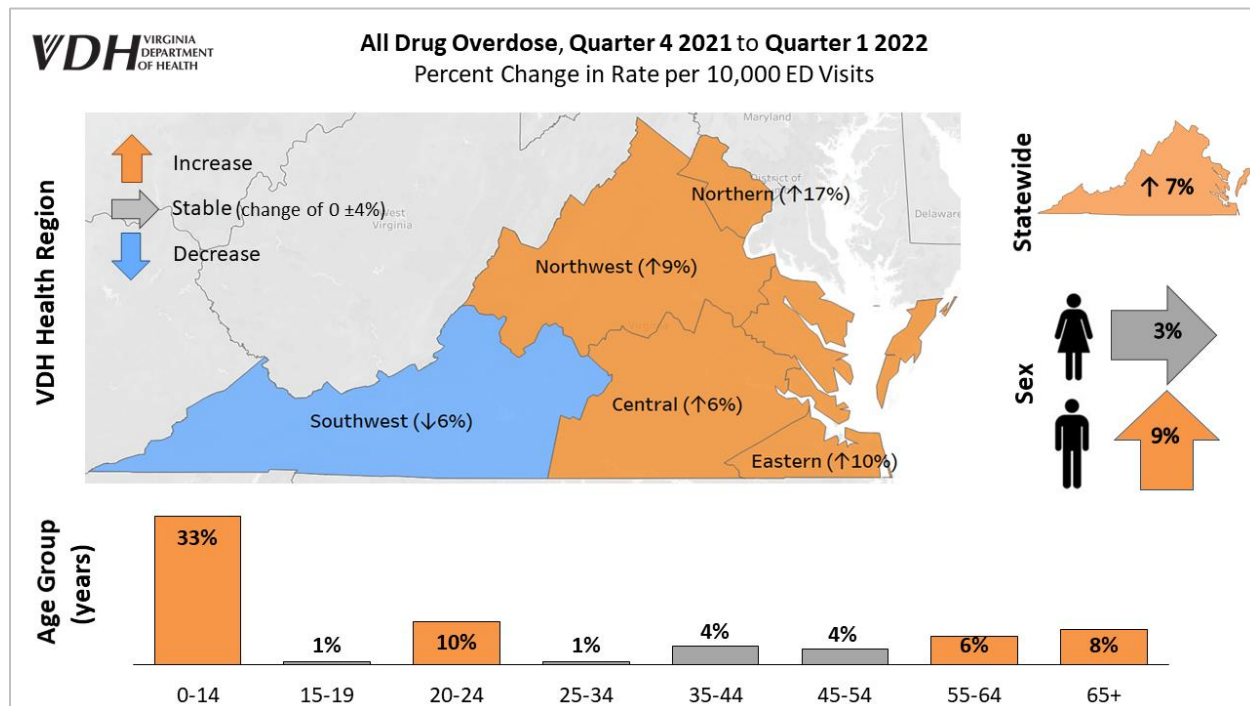 VDH VIRGINIA
DEPARTMENT
OF HEALTH
All Drug Overdose, Quarter 4 2021 to Quarter 1 2022
Percent Change in Rate per 10,000 ED Visits
VDH Health Region
Increase
Stable (change of 0 ±4%)
Decrease
West
Virginia
Maryland
District of
Delaware
Northern (↑17%)
Northwest (↑9%)
Virginia
Southwest (↓6%)
Central (↑6%)
Eastern (↑10%)
Statewide
↑ 7%
Sex
3%
9%
Age Group
(years)
33%
1%
10%
1%
4%
4%
6%
8%
0-14
15-19
20-24
25-34
35-44
45-54
55-64
65+